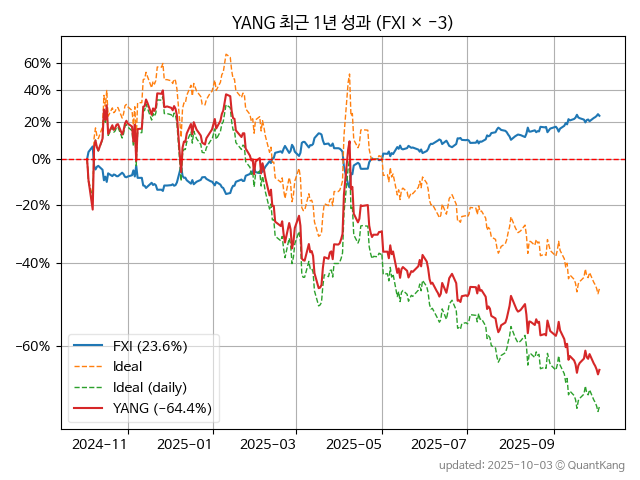 YANG 최근 1년 성과 (FXI × −3)
60%
40%
20%
0%
−20%
−40%
−60%
FXI (23.6%)
Ideal
Ideal (daily)
YANG (−64.4%)
2024−11
2025−01
2025−03
2025−05
2025−07
2025−09
updated: 2025-10-03 © QuantKang